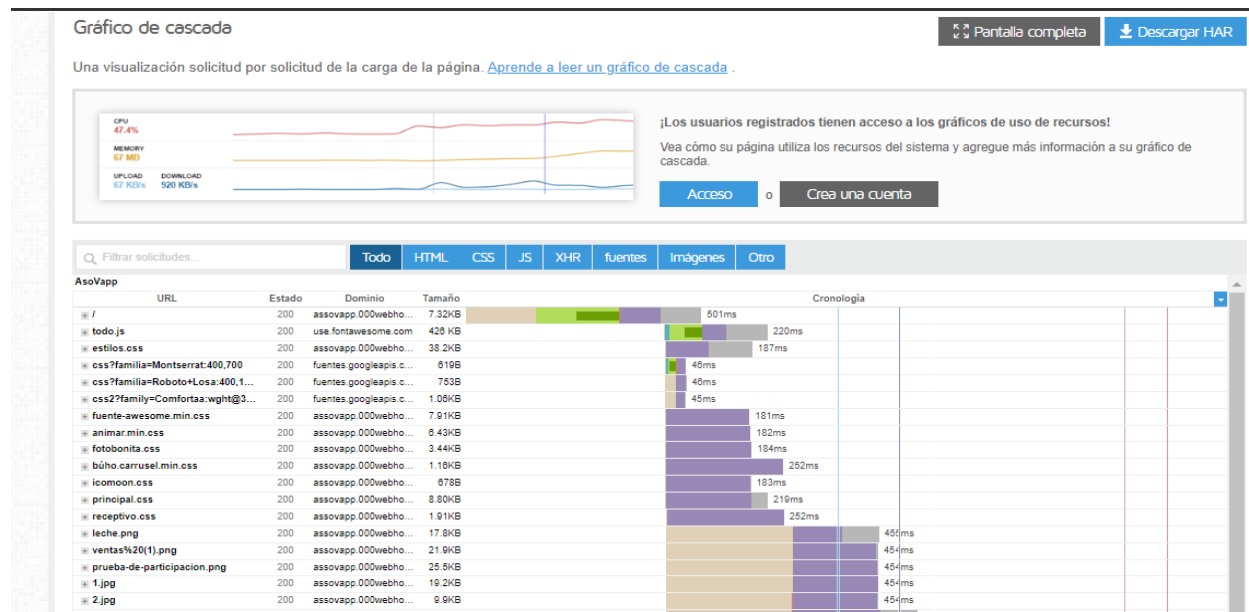 Gráfico de cascada
Pantalla completa
Descargar HAR
Una visualización solicitud por solicitud de la carga de la página. Aprende a leer un gráfico de cascada .
CPU
47.4%
MEMORY
67 MB
UPLOAD DOWNLOAD
67 KB/s 920 KB/s
¡Los usuarios registrados tienen acceso a los gráficos de uso de recursos!
Vea cómo su página utiliza los recursos del sistema y agregue más información a su gráfico de
cascada.
Acceso o Crea una cuenta
Filtrar solicitudes... Todo HTML CSS JS XHR fuentes Imágenes Otro
AsoVapp
URL Estado Dominio Tamaño Cronología
/ 200 assovapp.000webho... 7.32KB 501ms
todo.js 200 use.fontawesome.com 426 KB 220ms
estilos.css 200 assovapp.000webho... 38.2KB 187ms
css?familia=Montserrat:400,700 200 fuentes.googleapis.c... 619B 46ms
css?familia=Roboto+Losa:400,1... 200 fuentes.googleapis.c... 753B 46ms
css2?family=Comfortaa:wght@3... 200 fuentes.googleapis.c... 1.06KB 45ms
fuente-awesome.min.css 200 assovapp.000webho... 7.91KB 181ms
animar.min.css 200 assovapp.000webho... 6.43KB 182ms
fotobonita.css 200 assovapp.000webho... 3.44KB 184ms
búho.carrusel.min.css 200 assovapp.000webho... 1.16KB 252ms
icomoon.css 200 assovapp.000webho... 678B 183ms
principal.css 200 assovapp.000webho... 8.80KB 219ms
receptivo.css 200 assovapp.000webho... 1.91KB 252ms
leche.png 200 assovapp.000webho... 17.8KB 455ms
ventas%20(1).png 200 assovapp.000webho... 21.9KB 454ms
prueba-de-participacion.png 200 assovapp.000webho... 25.5KB 454ms
1.jpg 200 assovapp.000webho... 19.2KB 454ms
2.jpg 200 assovapp.000webho... 9.9KB 454ms